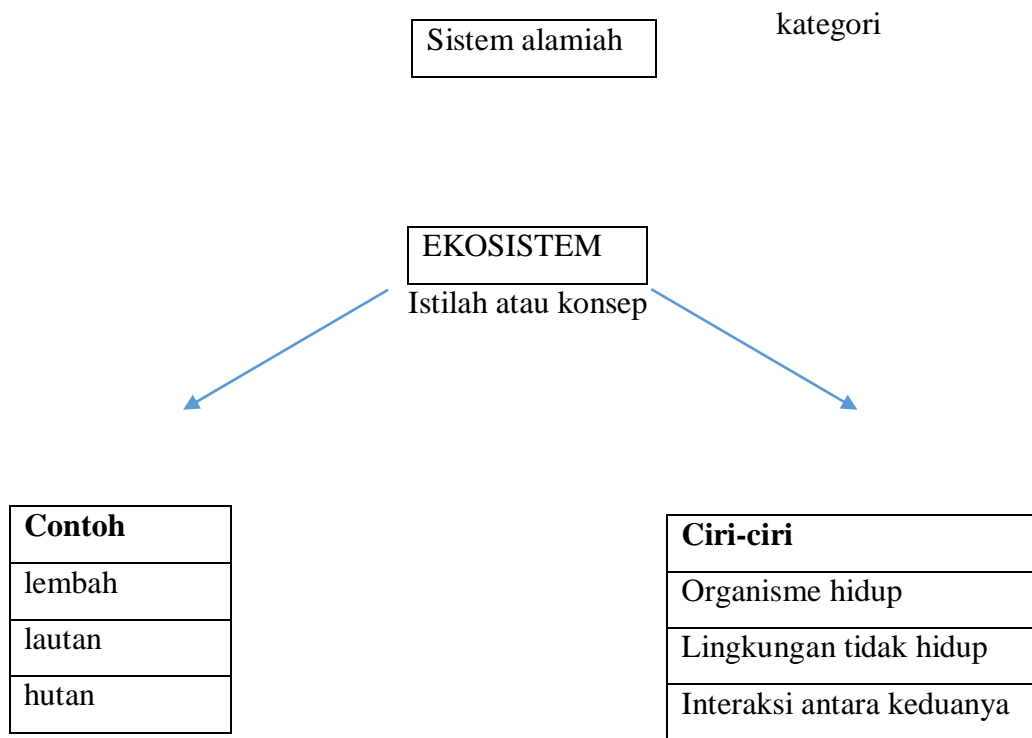 Sistem alamiah
kategori
EKOSISTEM
Istilah atau konsep
Contoh
lembah
lautan
hutan
Ciri-ciri
Organisme hidup
Lingkungan tidak hidup
Interaksi antara keduanya